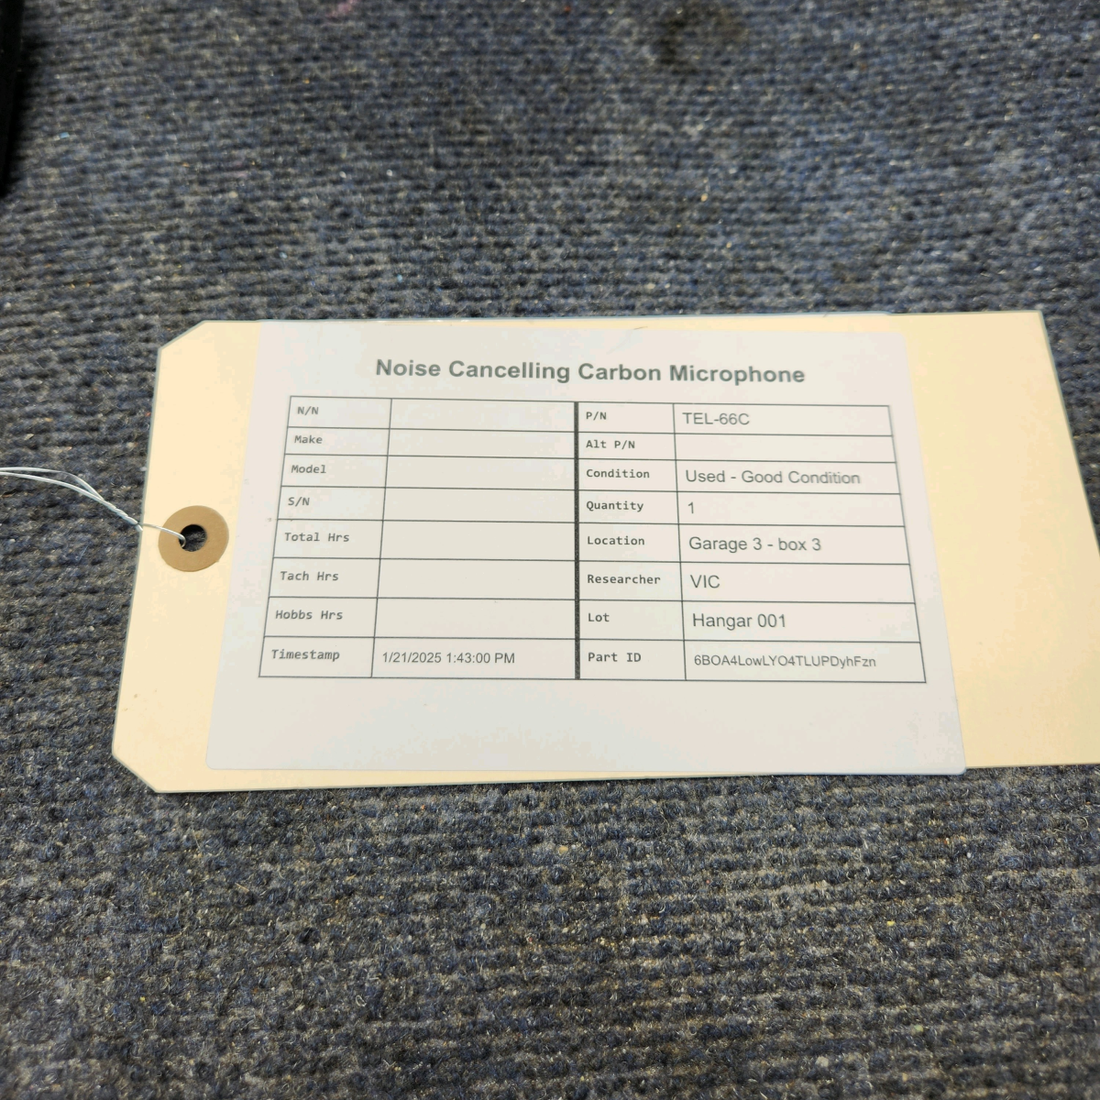 Noise Cancelling Carbon Microphone
N/N P/N TEL-66C
Make Alt P/N
Model Condition Used - Good Condition
S/N Quantity 1
Total Hrs Location Garage 3 - box 3
Tach Hrs Researcher VIC
Hobbs Hrs Lot Hangar 001
Timestamp 1/21/2025 1:43:00 PM Part ID 6BOA4LowLYO4TLUPDyhFzn